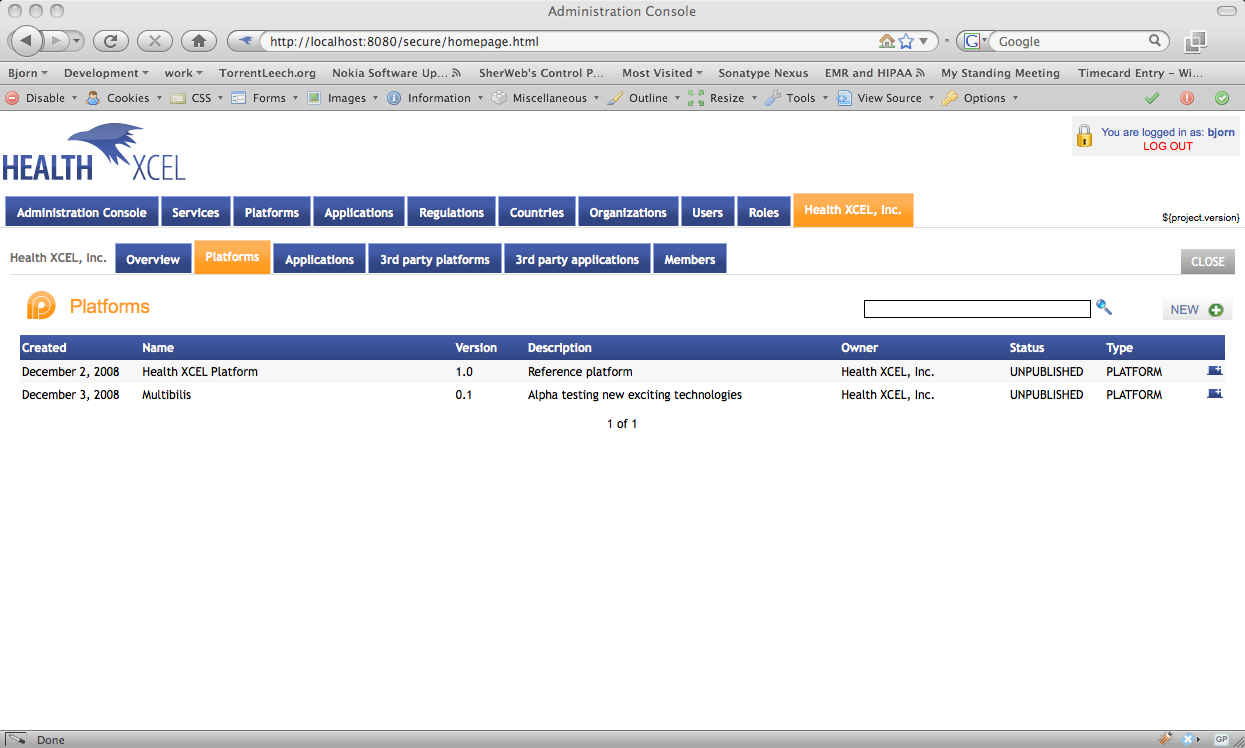 Administration Console
http://localhost:8080/secure/homepage.html
G Google
Bjorn Development work TorrentLeech.org Nokia Software Up... SherWeb's Control P... Most Visited Sonatype Nexus EMR and HIPAA My Standing Meeting Timecard Entry – Wi...
Disable Cookies CSS CSS Forms Images Information Miscellaneous Outline Resize Tools View Source Options
HEALTH XCEL
You are logged in as: bjorn
LOG OUT
Administration Console Services Platforms Applications Regulations Countries Organizations Users Roles Health XCEL, Inc.
${project.version}
Health XCEL, Inc. Overview Platforms Applications 3rd party platforms 3rd party applications Members
CLOSE
Platforms
NEW
Created Name Version Description Owner Status Type
December 2, 2008 Health XCEL Platform 1.0 Reference platform Health XCEL, Inc. UNPUBLISHED PLATFORM
December 3, 2008 Multibilis 0.1 Alpha testing new exciting technologies Health XCEL, Inc. UNPUBLISHED PLATFORM
1 of 1
Done
GP